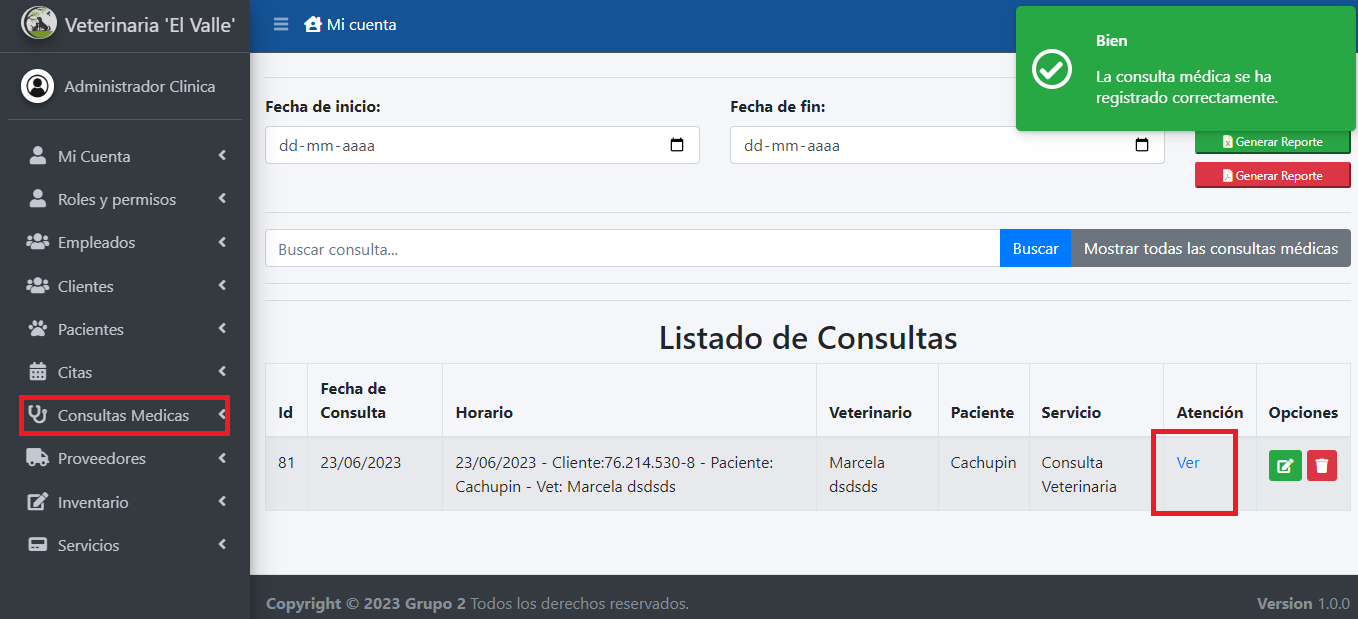 Veterinaria 'El Valle'
Mi cuenta
Bien
La consulta médica se ha
registrado correctamente.
Administrador Clinica
Mi Cuenta
Roles y permisos
Empleados
Clientes
Pacientes
Citas
Consultas Medicas
Proveedores
Inventario
Servicios
Fecha de inicio:
Fecha de fin:
dd-mm-aaaa
dd-mm-aaaa
Generar Reporte
Generar Reporte
Buscar consulta...
Buscar
Mostrar todas las consultas médicas
Listado de Consultas
Id
Fecha de
Consulta
Horario
Veterinario
Paciente
Servicio
Atención
Opciones
81
23/06/2023
23/06/2023 - Cliente:76.214.530-8 - Paciente:
Cachupin - Vet: Marcela dsdsds
Marcela
dsdsds
Cachupin
Consulta
Veterinaria
Ver
Copyright © 2023 Grupo 2 Todos los derechos reservados.
Version 1.0.0